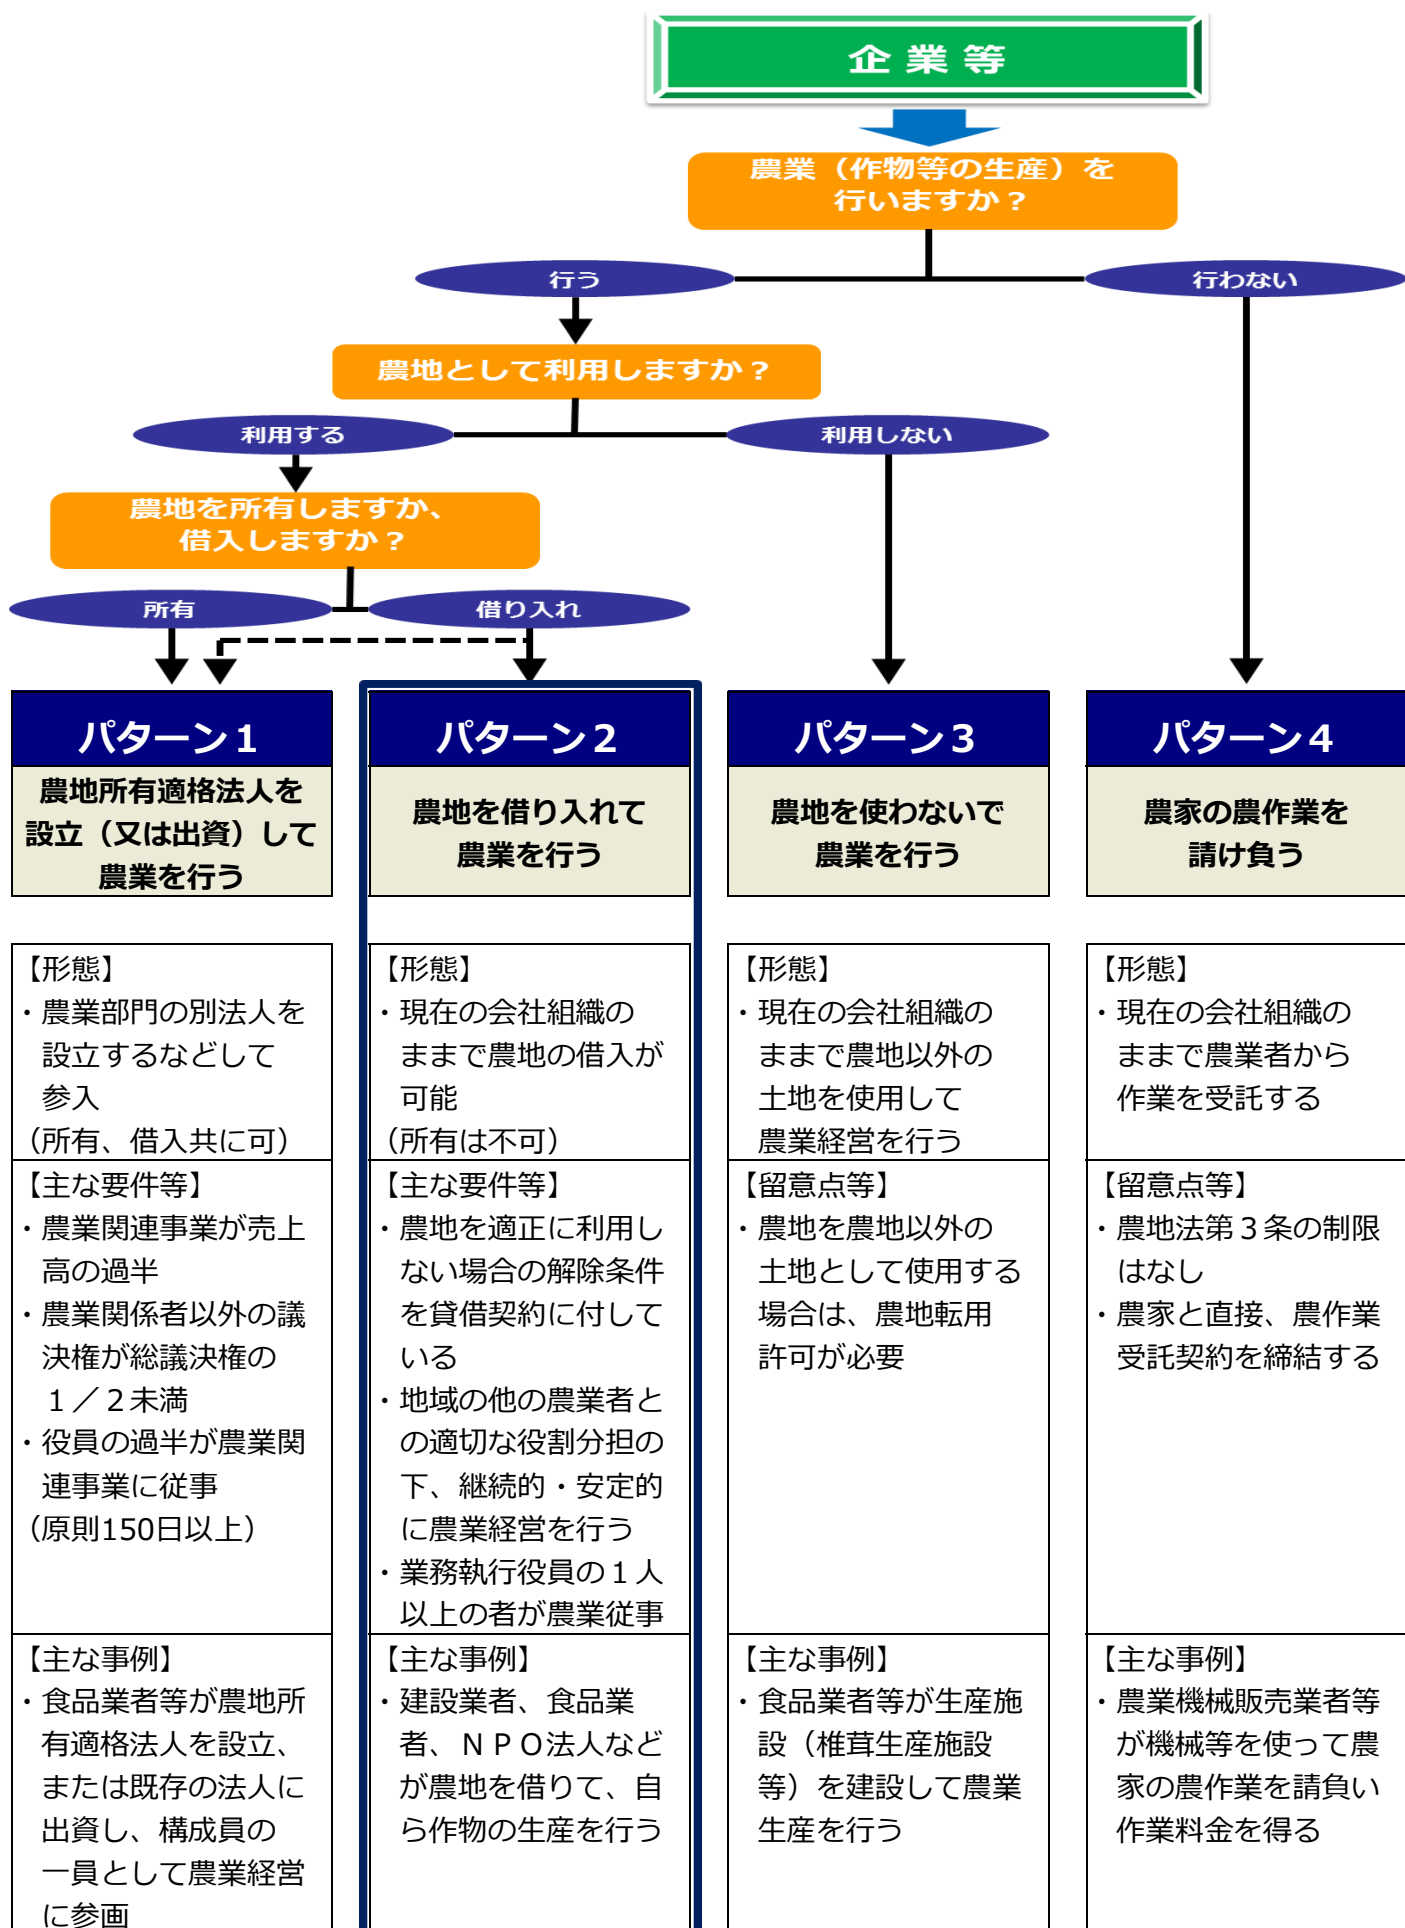 企業等
農業（作物等の生産）を
行いますか？
行う
行わない
農地として利用しますか？
利用する
利用しない
農地を所有しますか、
借入しますか？
所有
借り入れ
パターン１
農地所有適格法人を
設立（又は出資）して
農業を行う
【形態】
・農業部門の別法人を
設立するなどして
参入
（所有、借入共に可）
【主な要件等】
・農業関連事業が売上
高の過半
・農業関係者以外の議
決権が総議決権の
１／２未満
・役員の過半が農業関
連事業に従事
（原則150日以上）
【主な事例】
・食品業者等が農地所
有適格法人を設立、
または既存の法人に
出資し、構成員の
一員として農業経営
に参画
パターン２
農地を借り入れて
農業を行う
【形態】
・現在の会社組織の
ままで農地の借入が
可能
（所有は不可）
【主な要件等】
・農地を適正に利用し
ない場合の解除条件
を貸借契約に付して
いる
・地域の他の農業者と
の適切な役割分担の
下、継続的・安定的
に農業経営を行う
・業務執行役員の１人
以上の者が農業従事
【主な事例】
・建設業者、食品業
者、ＮＰＯ法人など
が農地を借りて、自
ら作物の生産を行う
パターン３
農地を使わないで
農業を行う
【形態】
・現在の会社組織の
ままで農地以外の
土地を使用して
農業経営を行う
【留意点等】
・農地を農地以外の
土地として使用する
場合は、農地転用
許可が必要
【主な事例】
・食品業者等が生産施
設（椎茸生産施設
等）を建設して農業
生産を行う
パターン４
農家の農作業を
請け負う
【形態】
・現在の会社組織の
ままで農業者から
作業を受託する
【留意点等】
・農地法第３条の制限
はなし
・農家と直接、農作業
受託契約を締結する
【主な事例】
・農業機械販売業者等
が機械等を使って農
家の農作業を請負い
作業料金を得る